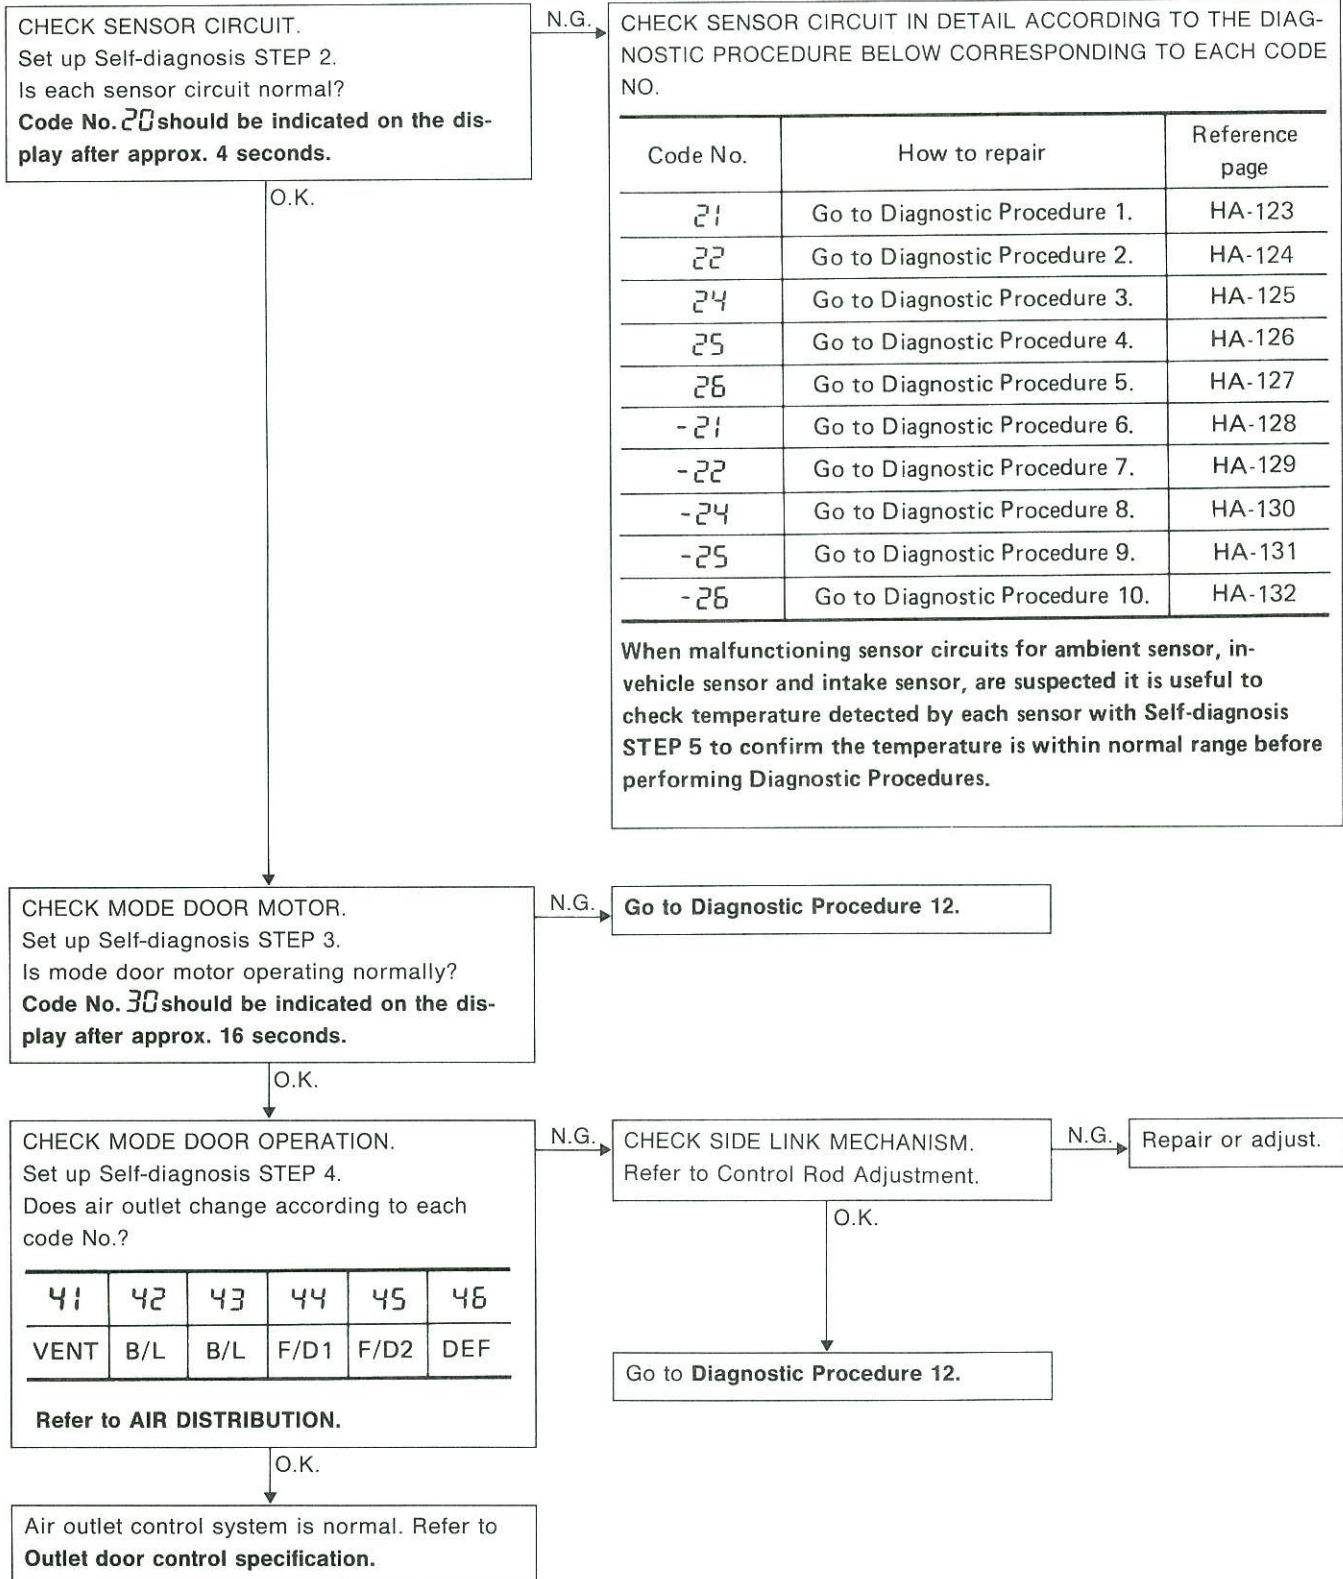 CHECK SENSOR CIRCUIT.
Set up Self-diagnosis STEP 2.
Is each sensor circuit normal?
Code No. 20 should be indicated on the dis-
play after approx. 4 seconds.
N.G.
CHECK SENSOR CIRCUIT IN DETAIL ACCORDING TO THE DIAG-
NOSTIC PROCEDURE BELOW CORRESPONDING TO EACH CODE
NO.
Code No. How to repair Reference page
21 Go to Diagnostic Procedure 1. HA-123
22 Go to Diagnostic Procedure 2. HA-124
24 Go to Diagnostic Procedure 3. HA-125
25 Go to Diagnostic Procedure 4. HA-126
26 Go to Diagnostic Procedure 5. HA-127
-21 Go to Diagnostic Procedure 6. HA-128
-22 Go to Diagnostic Procedure 7. HA-129
-24 Go to Diagnostic Procedure 8. HA-130
-25 Go to Diagnostic Procedure 9. HA-131
-26 Go to Diagnostic Procedure 10. HA-132
When malfunctioning sensor circuits for ambient sensor, in-
vehicle sensor and intake sensor, are suspected it is useful to
check temperature detected by each sensor with Self-diagnosis
STEP 5 to confirm the temperature is within normal range before
performing Diagnostic Procedures.
O.K.
CHECK MODE DOOR MOTOR.
Set up Self-diagnosis STEP 3.
Is mode door motor operating normally?
Code No. 30 should be indicated on the dis-
play after approx. 16 seconds.
N.G.
Go to Diagnostic Procedure 12.
O.K.
CHECK MODE DOOR OPERATION.
Set up Self-diagnosis STEP 4.
Does air outlet change according to each
code No.?
41 42 43 44 45 46
VENT B/L B/L F/D1 F/D2 DEF
Refer to AIR DISTRIBUTION.
N.G.
CHECK SIDE LINK MECHANISM.
Refer to Control Rod Adjustment.
N.G.
Repair or adjust.
O.K.
Go to Diagnostic Procedure 12.
O.K.
Air outlet control system is normal. Refer to
Outlet door control specification.